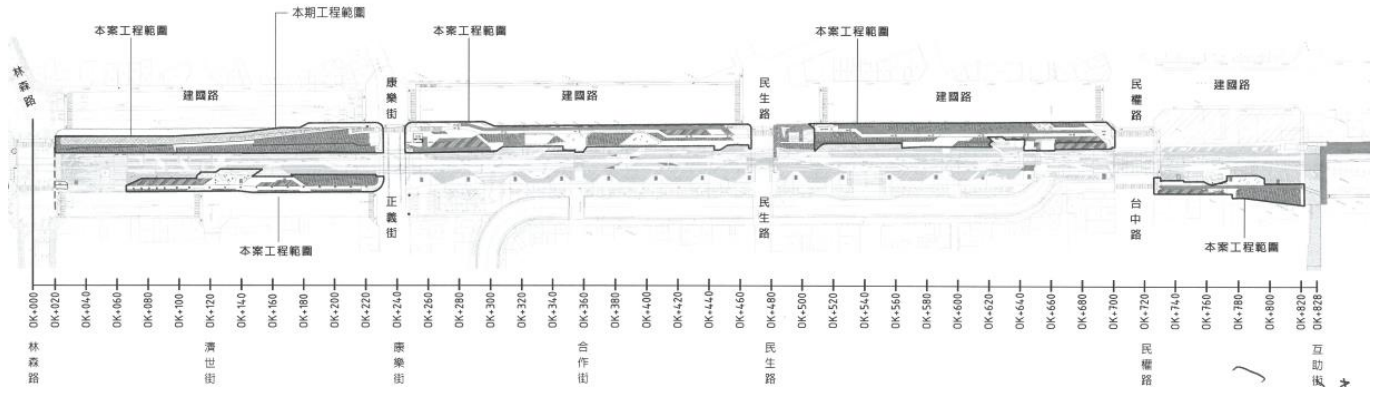 本期工程範圍
本案工程範圍
本案工程範圍
本案工程範圍
林森路
建國路
康樂街
建國路
民生路
建國路
民權路
建國路
正義街
民生路
台中路
本案工程範圍
本案工程範圍
0K+000
0K+020
0K+040
0K+060
0K+080
0K+100
0K+120
0K+140
0K+160
0K+180
0K+200
0K+220
0K+240
0K+260
0K+280
0K+300
0K+320
0K+340
0K+360
0K+380
0K+400
0K+420
0K+440
0K+460
0K+480
0K+500
0K+520
0K+540
0K+560
0K+580
0K+600
0K+620
0K+640
0K+660
0K+680
0K+700
0K+720
0K+740
0K+760
0K+780
0K+800
0K+820
0K+828
林森路
濟世街
康樂街
合作街
民生路
民權路
互助街